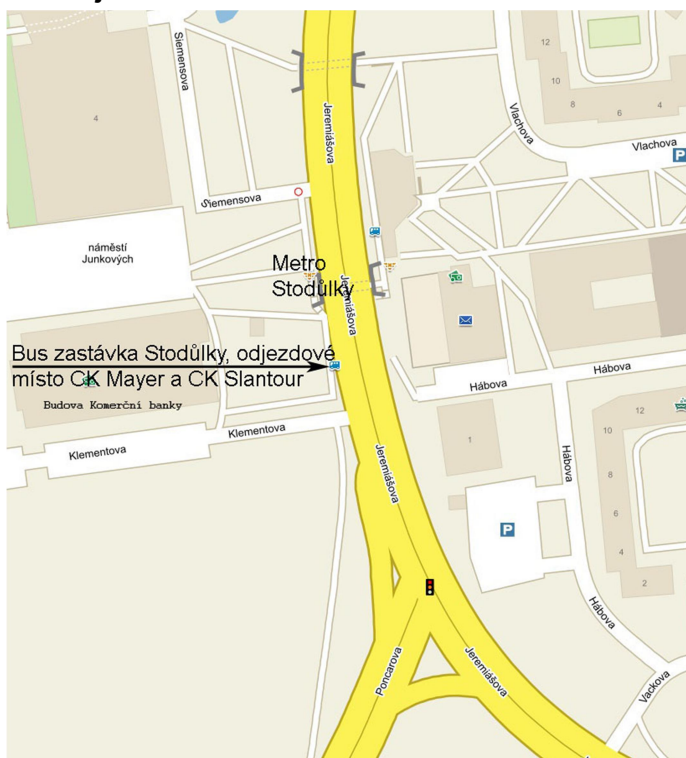 12
Siemensova
10
8
6
4
4
Vlachova
Jeremiášova
Vlachova
P
Siemensova
náměstí
Junkových
Metro
Stodůlky
Jeremiášova
Bus zastávka Stodůlky, odjezdové
místo CK Mayer a CK Slantour
Budova Komerční banky
Hábova
Hábova
12
10
1
Klementova
Klementova
Hábova
Jeremiášova
8
6
P
4
2
Hábova
Poncarova
Jeremiášova
Vackova